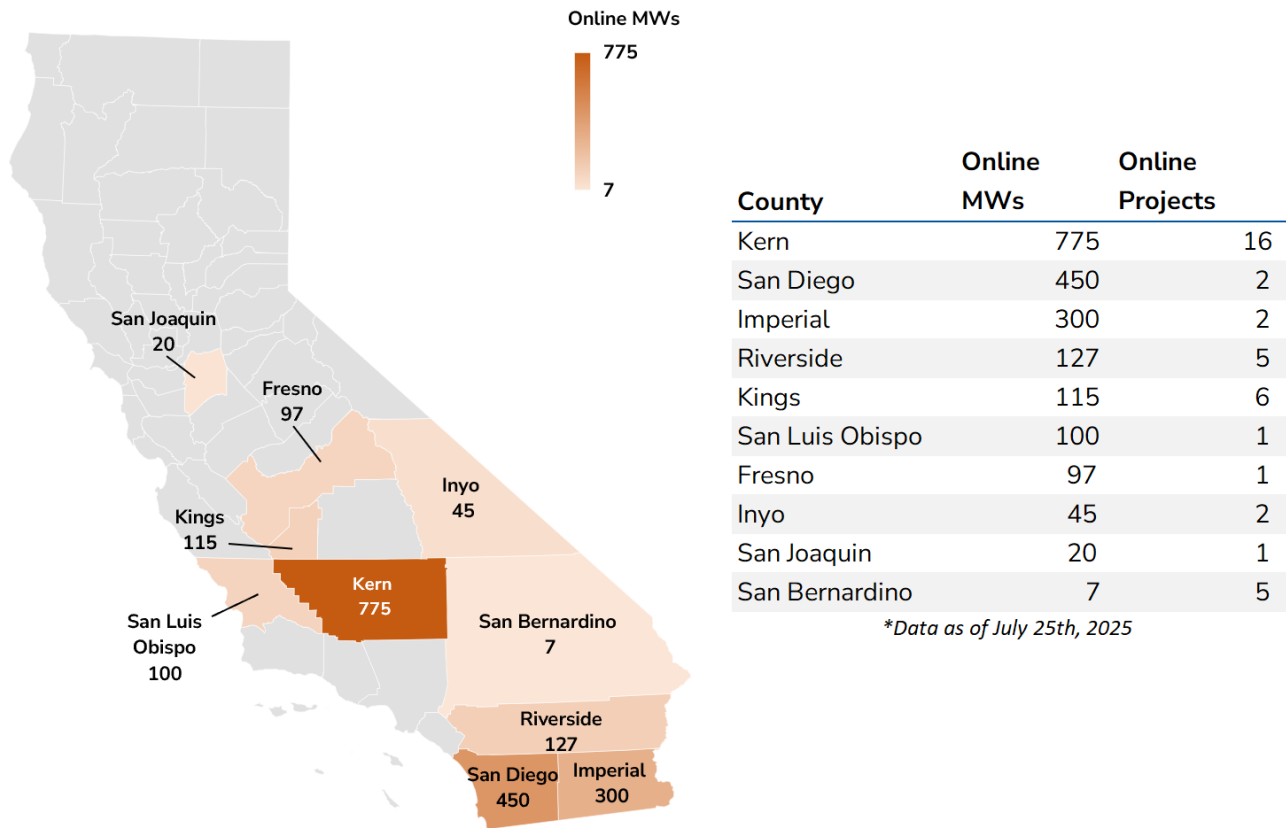 Online MWs
775
7
San Joaquin
20
Fresno
97
Inyo
45
Kings
115
Kern
775
San Luis
Obispo
100
San Bernardino
7
Riverside
127
San Diego
450
Imperial
300
County Online MWs Online Projects
Kern 775 16
San Diego 450 2
Imperial 300 2
Riverside 127 5
Kings 115 6
San Luis Obispo 100 1
Fresno 97 1
Inyo 45 2
San Joaquin 20 1
San Bernardino 7 5
*Data as of July 25th, 2025